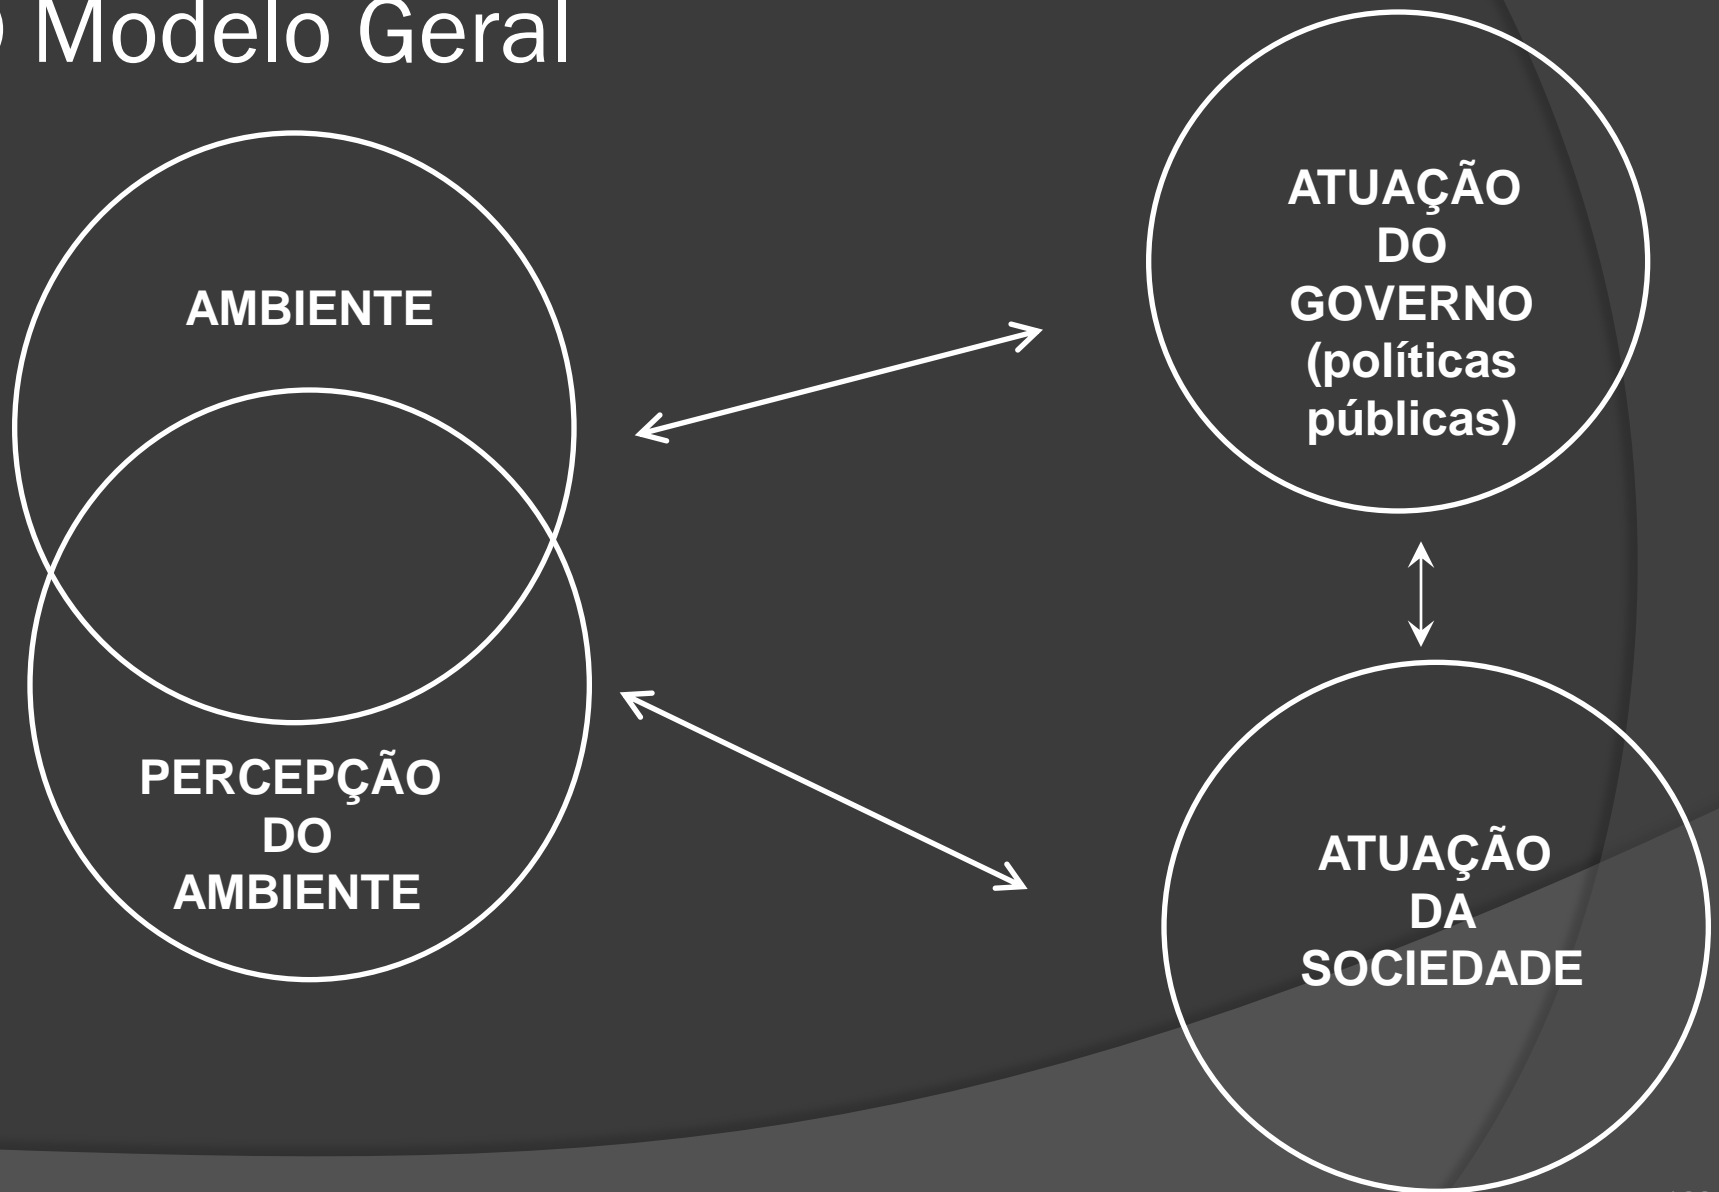 Modelo Geral
AMBIENTE
PERCEPÇÃO
DO
AMBIENTE
ATUAÇÃO
DO
GOVERNO
(políticas
públicas)
ATUAÇÃO
DA
SOCIEDADE